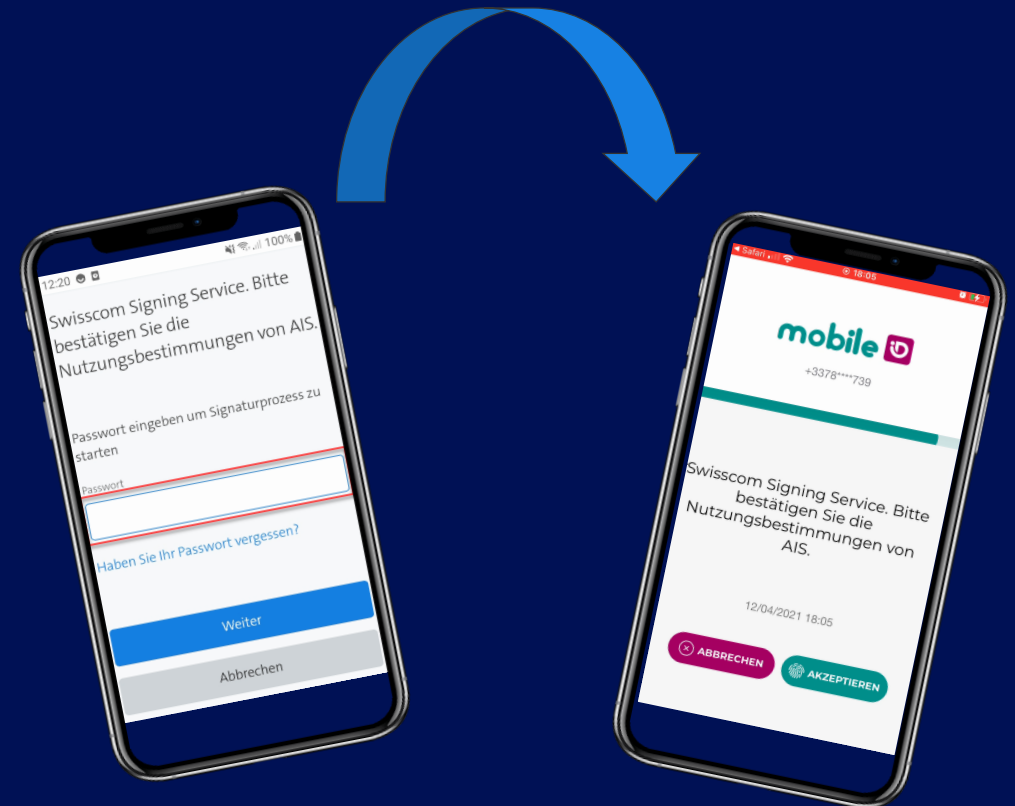 12:20
100%
Swisscom Signing Service. Bitte
bestätigen Sie die
Nutzungsbestimmungen von AIS.
Passwort eingeben um Signaturprozess zu
starten
Passwort
Haben Sie Ihr Passwort vergessen?
Weiter
Abbrechen
Safari
18:05
mobile ID
+3378****739
Swisscom Signing Service. Bitte
bestätigen Sie die
Nutzungsbestimmungen von
AIS.
12/04/2021 18:05
ABBRECHEN
AKZEPTIEREN